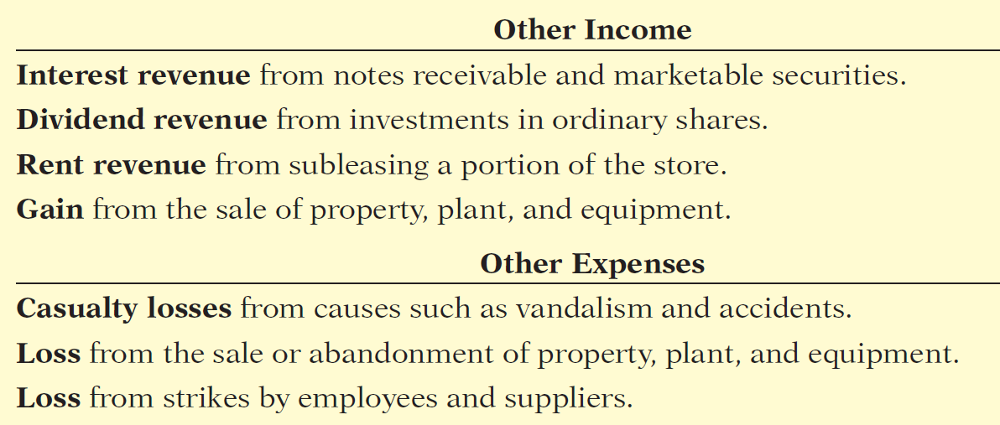 Other Income
Interest revenue from notes receivable and marketable securities.
Dividend revenue from investments in ordinary shares.
Rent revenue from subleasing a portion of the store.
Gain from the sale of property, plant, and equipment.
Other Expenses
Casualty losses from causes such as vandalism and accidents.
Loss from the sale or abandonment of property, plant, and equipment.
Loss from strikes by employees and suppliers.